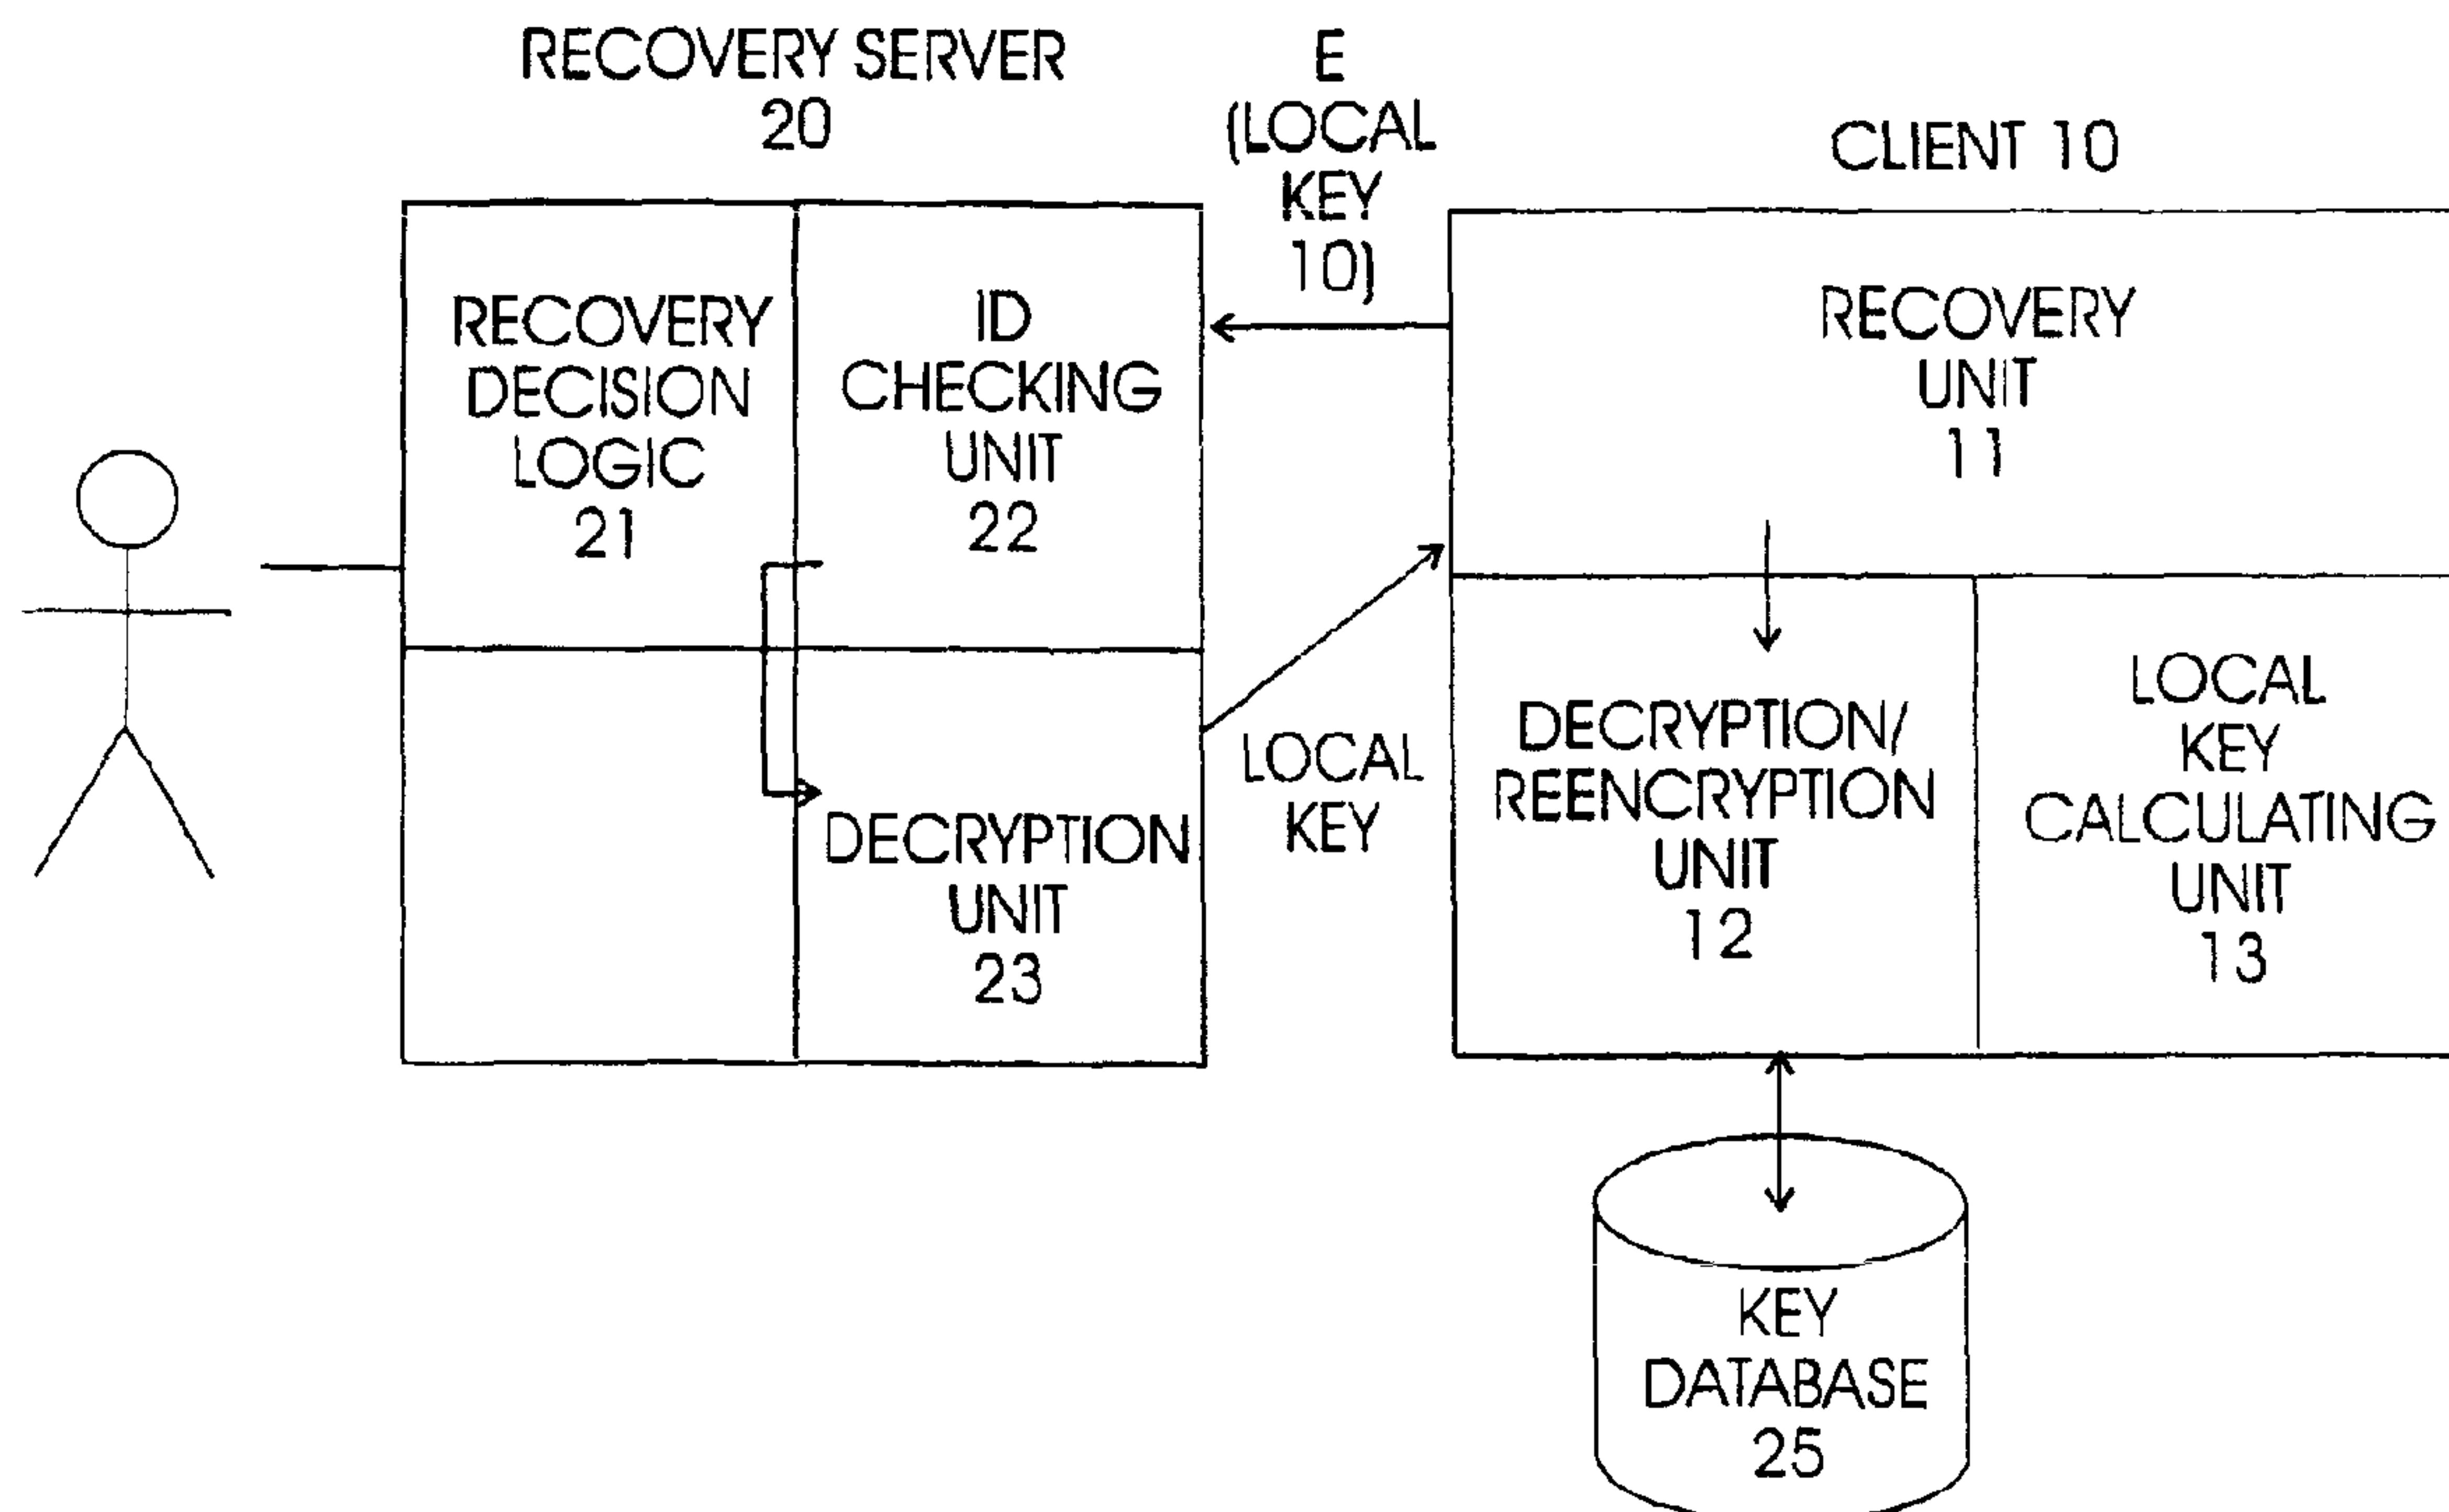 RECOVERY SERVER
20
E
(LOCAL
KEY
10)
CLIENT 10
RECOVERY
DECISION
LOGIC
21
ID
CHECKING
UNIT
22
RECOVERY
UNIT
11
DECRYPTION
UNIT
23
LOCAL
KEY
DECRYPTION/
REENCRYPTION
UNIT
12
LOCAL
KEY
CALCULATING
UNIT
13
KEY
DATABASE
25